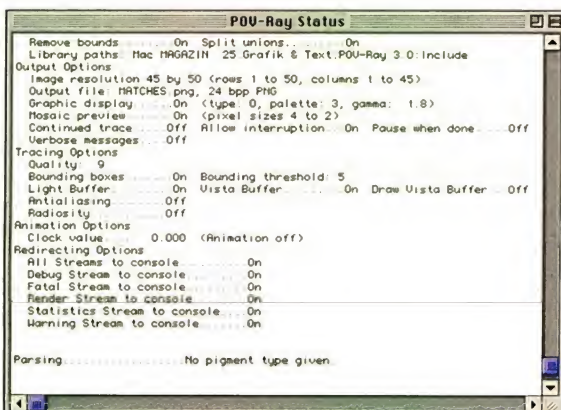 POV-Ray Status
Remove bounds.......On Split unions.......On
Library paths: Mac MAGAZIN 25:Grafik & Text:POV-Ray 3.0:Include
Output Options
Image resolution 45 by 50 (rows 1 to 50, columns 1 to 45)
Output file: MATCHES.png, 24 bpp PNG
Graphic display.....On (type: 0, palette: 3, gamma: 1.8)
Mosaic preview......On (pixel sizes 4 to 2)
Continued trace.....Off Allow interruption...On Pause when done.....Off
Verbose messages....Off
Tracing Options
Quality: 9
Bounding boxes......On Bounding threshold: 5
Light Buffer........On Vista Buffer.........On Draw Vista Buffer...Off
Antialiasing........Off
Radiosity...........Off
Animation Options
Clock value.... 0.000 (Animation off)
Redirecting Options
All Streams to console.........On
Debug Stream to console........On
Fatal Stream to console........On
Render Stream to console.......On
Statistics Stream to console...On
Warning Stream to console......On
Parsing.....................No pigment type given.